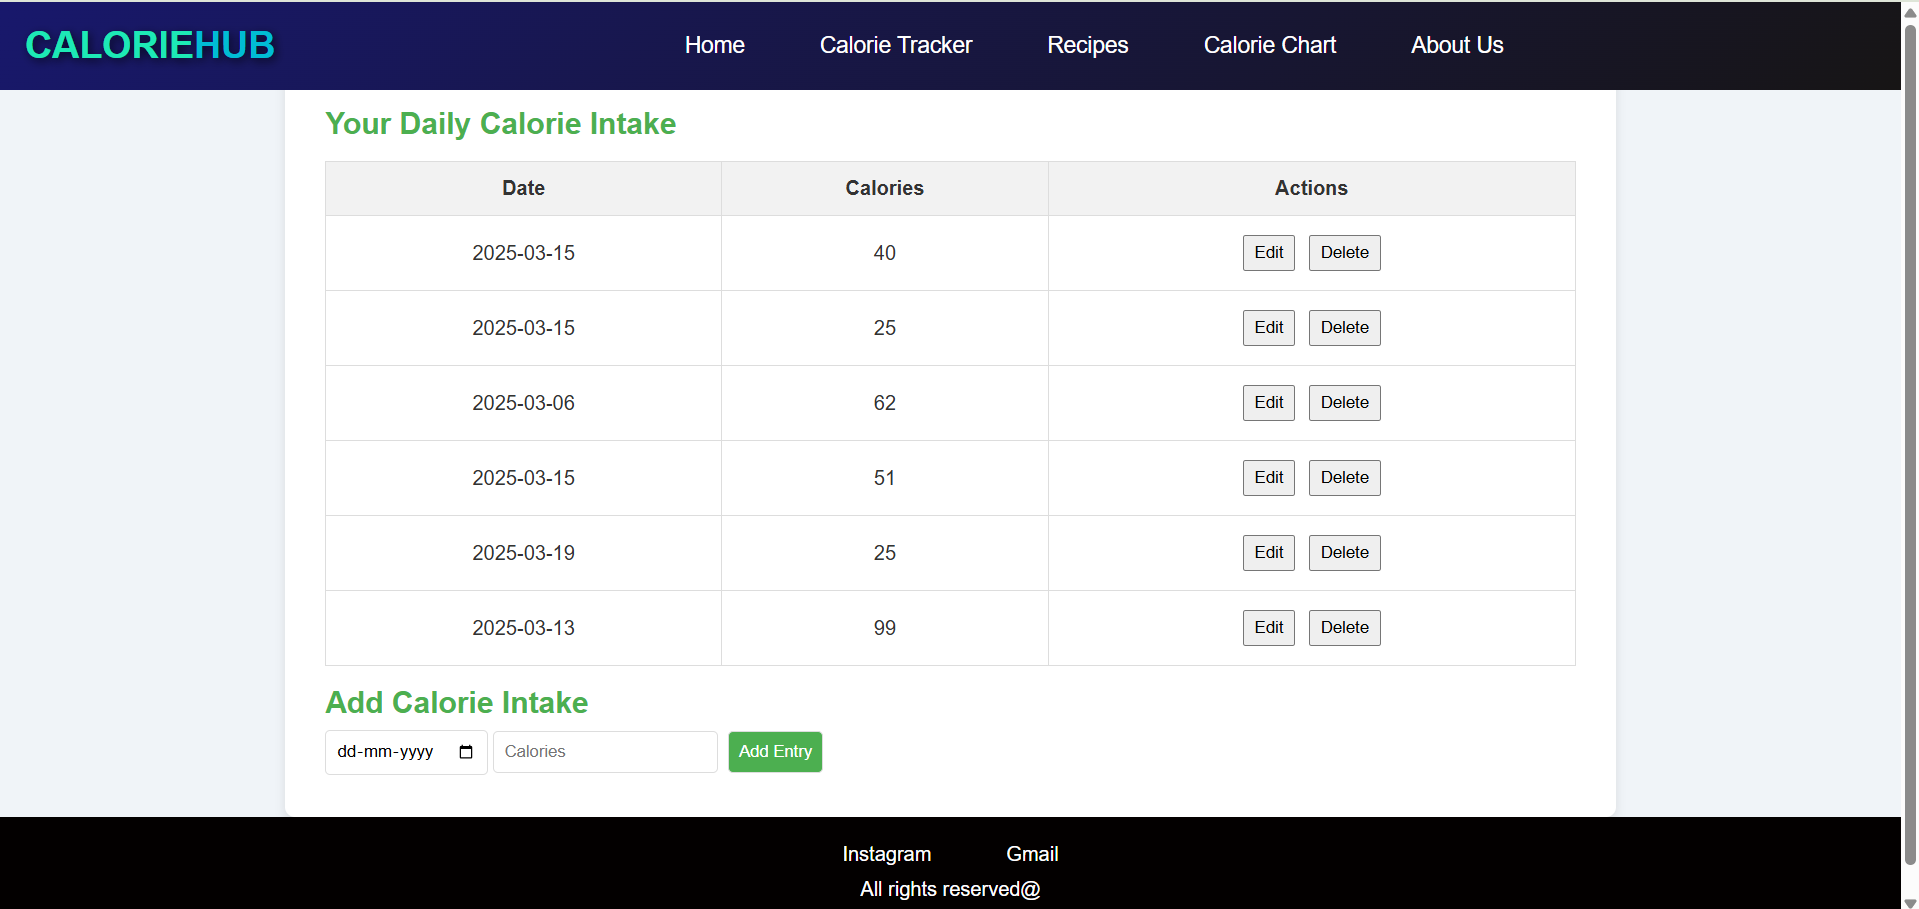 CALORIEHUB Home Calorie Tracker Recipes Calorie Chart About Us
Your Daily Calorie Intake
Date Calories Actions
2025-03-15 40 Edit Delete
2025-03-15 25 Edit Delete
2025-03-06 62 Edit Delete
2025-03-15 51 Edit Delete
2025-03-19 25 Edit Delete
2025-03-13 99 Edit Delete
Add Calorie Intake
dd-mm-yyyy Calories Add Entry
Instagram Gmail
All rights reserved@